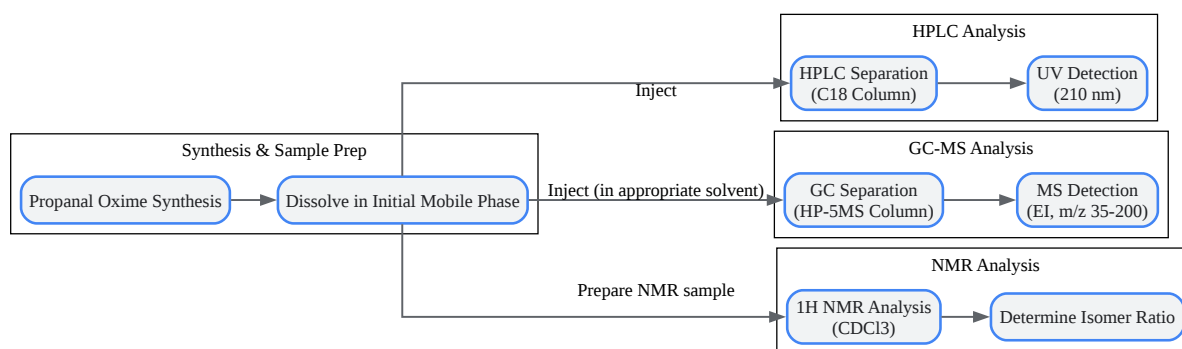 HPLC Analysis
HPLC Separation
(C18 Column)
UV Detection
(210 nm)
Inject
Synthesis & Sample Prep
Propanal Oxime Synthesis
Dissolve in Initial Mobile Phase
Inject (in appropriate solvent)
GC-MS Analysis
GC Separation
(HP-5MS Column)
MS Detection
(EI, m/z 35-200)
Prepare NMR sample
NMR Analysis
1H NMR Analysis
(CDCl3)
Determine Isomer Ratio